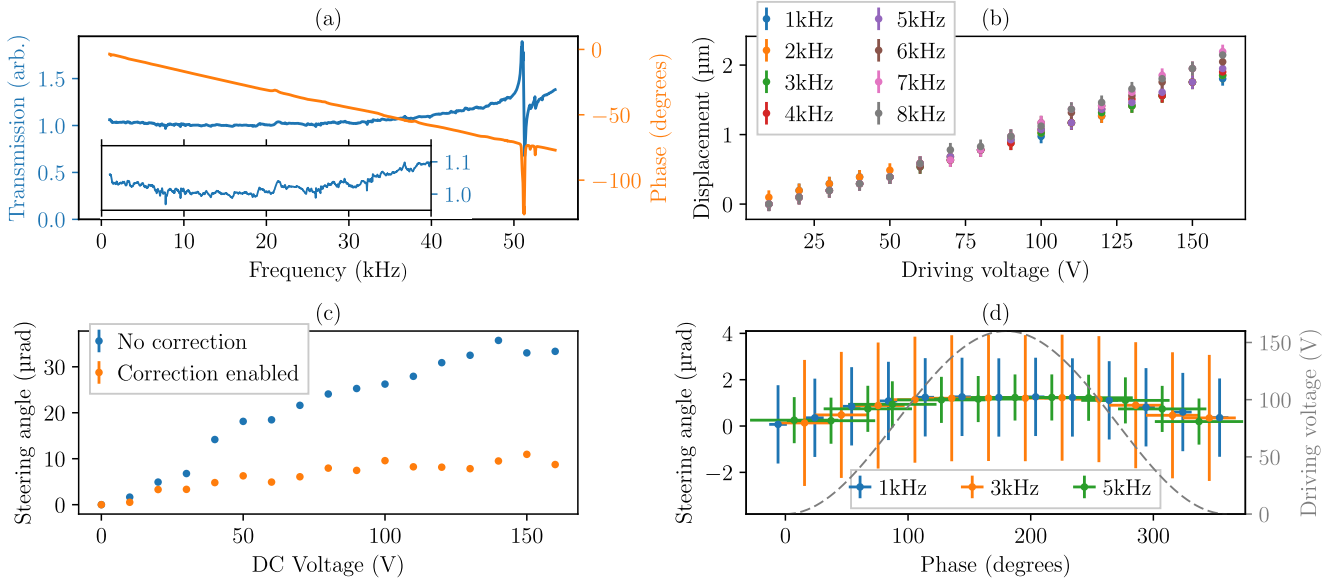 (a)
Transmission (arb.)
1.5
1.0
0.5
0.0
0
−50
−100
Phase (degrees)
1.1
1.0
0 10 20 30 40 50
Frequency (kHz)
(b)
1kHz 5kHz
2kHz 6kHz
3kHz 7kHz
4kHz 8kHz
Displacement (µm)
2
1
0
25 50 75 100 125 150
Driving voltage (V)
(c)
No correction
Correction enabled
Steering angle (µrad)
30
20
10
0
0 50 100 150
DC Voltage (V)
(d)
Steering angle (µrad)
4
2
0
−2
150
100
50
0
Driving voltage (V)
1kHz 3kHz 5kHz
0 100 200 300
Phase (degrees)